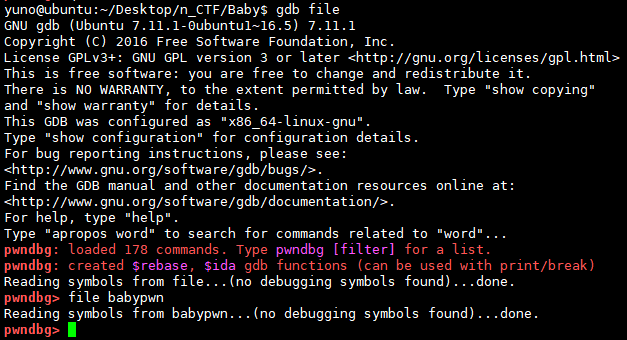 yuno@ubuntu:~/Desktop/n_CTF/Baby$ gdb file
GNU gdb (Ubuntu 7.11.1-0ubuntu1~16.5) 7.11.1
Copyright (C) 2016 Free Software Foundation, Inc.
License GPLv3+: GNU GPL version 3 or later <http://gnu.org/licenses/gpl.html>
This is free software: you are free to change and redistribute it.
There is NO WARRANTY, to the extent permitted by law.  Type "show copying"
and "show warranty" for details.
This GDB was configured as "x86_64-linux-gnu".
Type "show configuration" for configuration details.
For bug reporting instructions, please see:
<http://www.gnu.org/software/gdb/bugs/>.
Find the GDB manual and other documentation resources online at:
<http://www.gnu.org/software/gdb/documentation/>.
For help, type "help".
Type "apropos word" to search for commands related to "word"...
pwndbg: loaded 178 commands. Type pwndbg [filter] for a list.
pwndbg: created $rebase, $ida gdb functions (can be used with print/break)
Reading symbols from file...(no debugging symbols found)...done.
pwndbg> file babypwn
Reading symbols from babypwn...(no debugging symbols found)...done.
pwndbg>